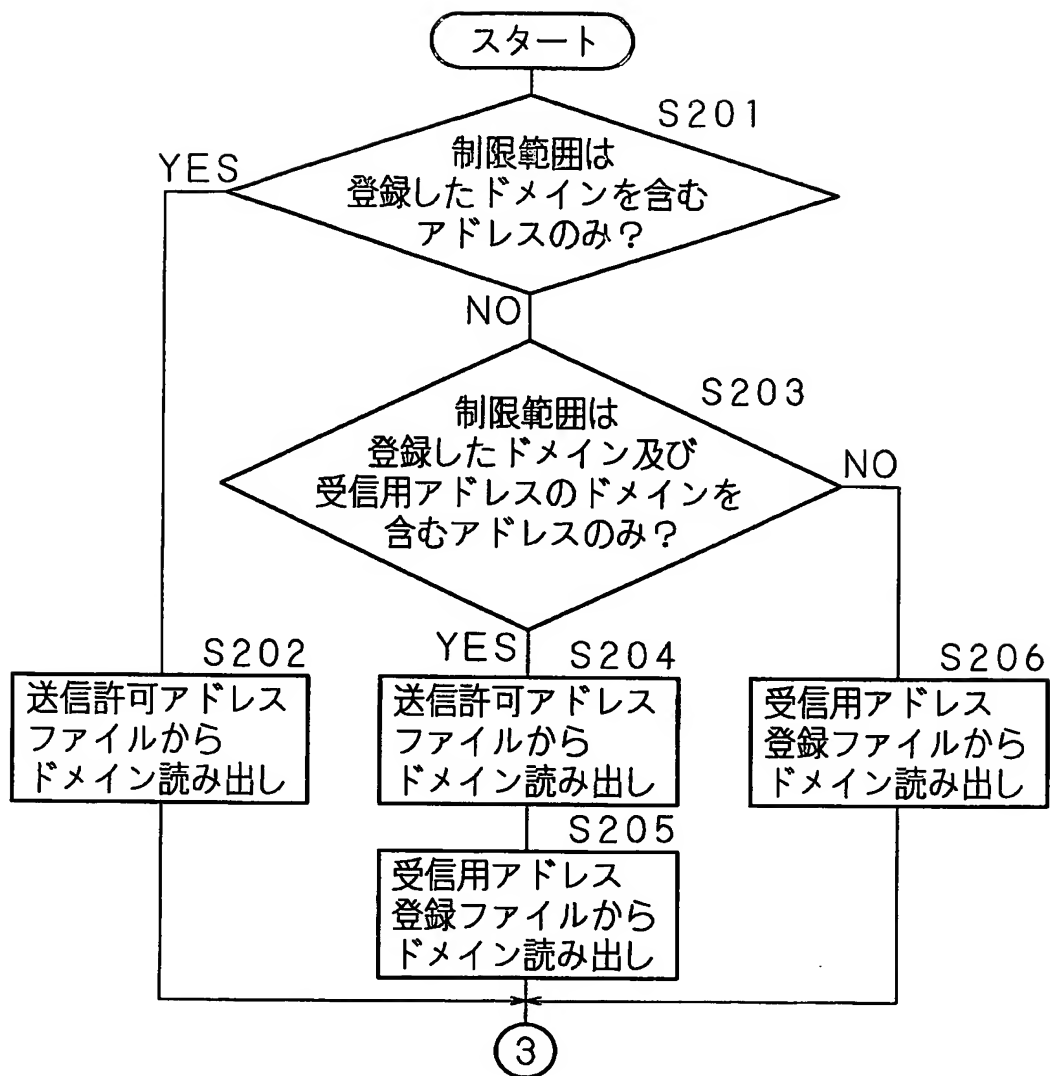 スタート
S201
制限範囲は
登録したドメインを含む
アドレスのみ?
YES
NO
S203
制限範囲は
登録したドメイン及び
受信用アドレスのドメインを
含むアドレスのみ?
NO
YES
S202
送信許可アドレス
ファイルから
ドメイン読み出し
S204
送信許可アドレス
ファイルから
ドメイン読み出し
S206
受信用アドレス
登録ファイルから
ドメイン読み出し
S205
受信用アドレス
登録ファイルから
ドメイン読み出し
3